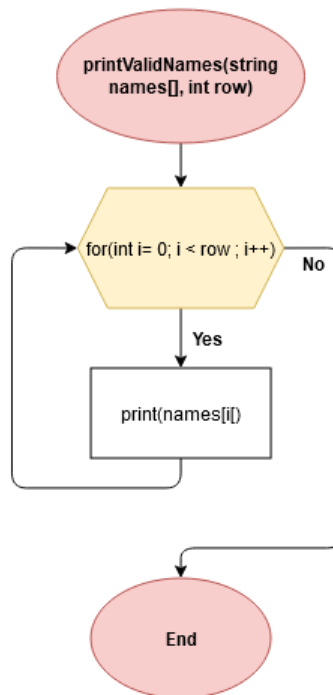 printValidNames(string
names[], int row)
for(int i= 0; i < row ; i++)
No
Yes
print(names[i[)
End